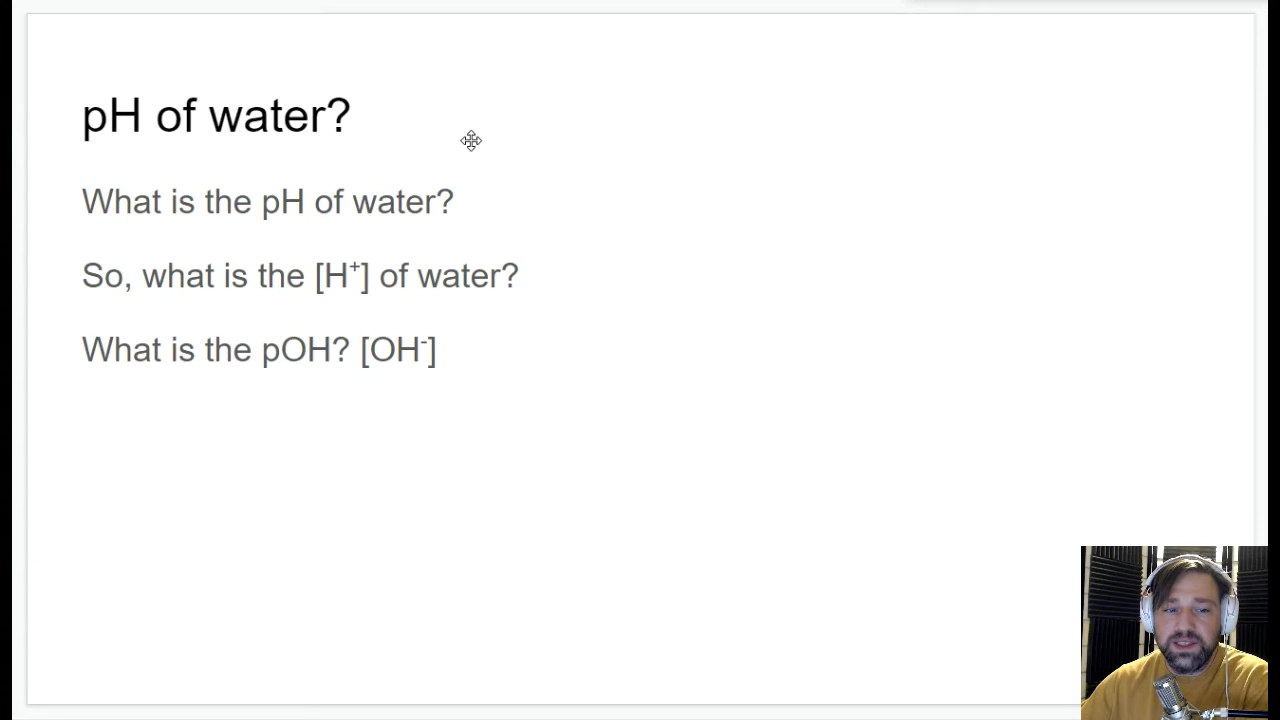 pH of water?
What is the pH of water?
So, what is the [H⁺] of water?
What is the pOH? [OH⁻]